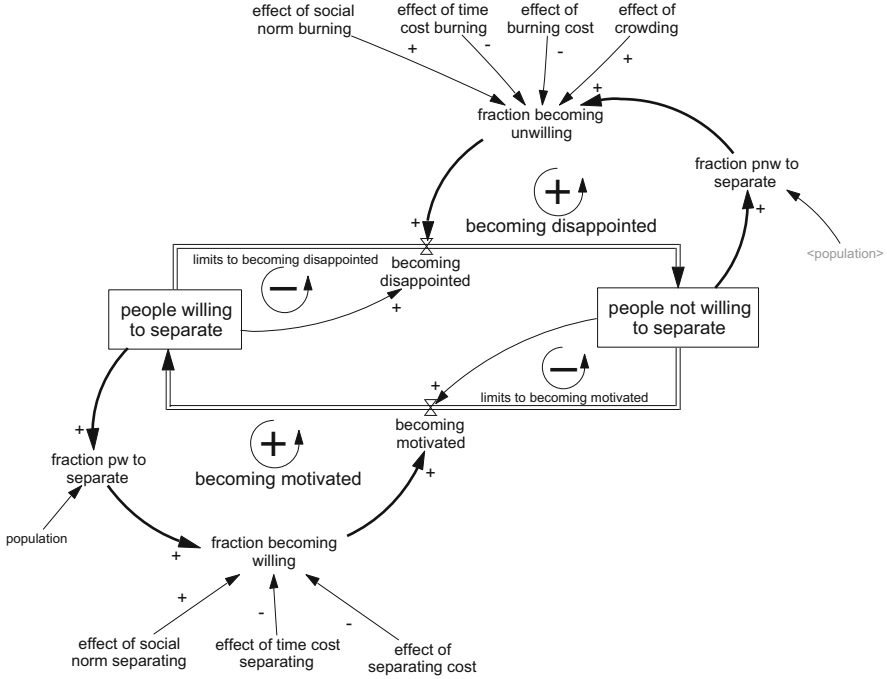 effect of social
norm burning
effect of time
cost burning
effect of
burning cost
effect of
crowding
+
-
-
+
+
fraction becoming
unwilling
fraction pnw to
separate
+
<population>
+
becoming disappointed
+
limits to becoming disappointed
becoming
disappointed
−
+
people willing
to separate
people not willing
to separate
−
limits to becoming motivated
+
becoming
motivated
+
+
becoming motivated
+
fraction pw to
separate
population
+
fraction becoming
willing
+
-
-
effect of social
norm separating
effect of time cost
separating
effect of
separating cost